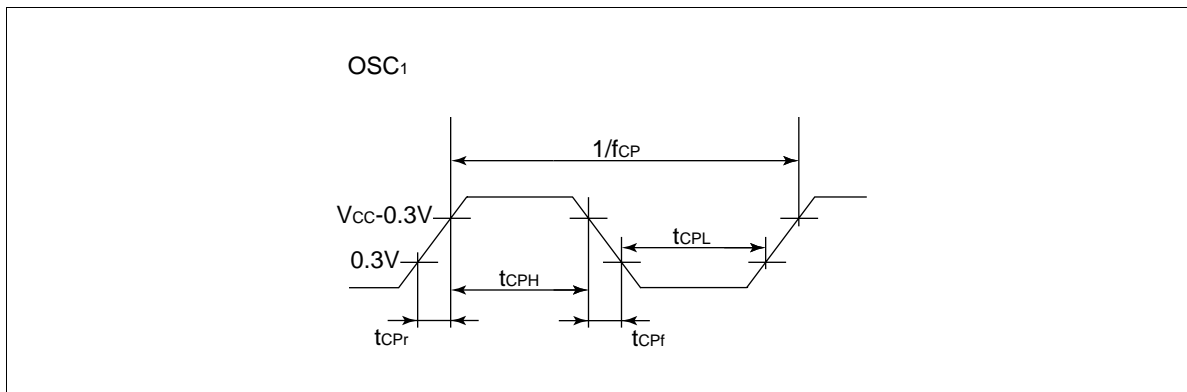 OSC1
1/fCP
VCC-0.3V
0.3V
tCPL
tCPH
tCPr
tCPf